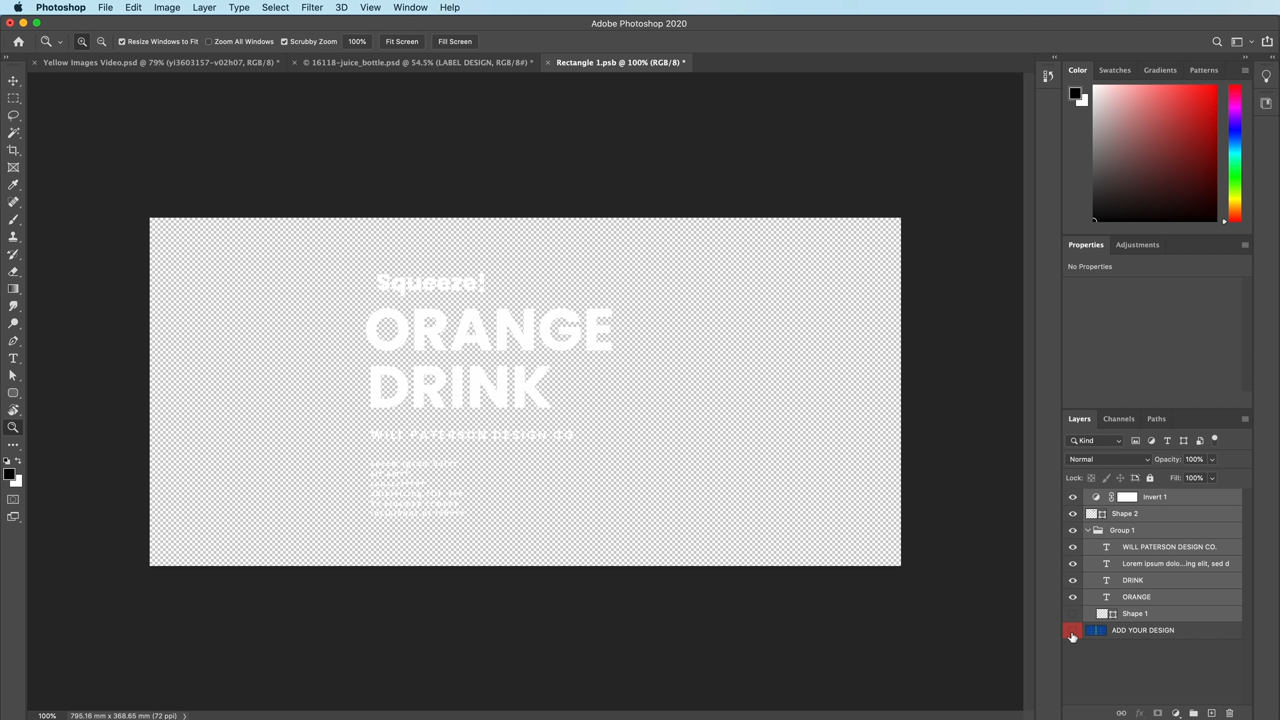 Photoshop File Edit Image Layer Type Select Filter 3D View Window Help
Adobe Photoshop 2020
Resize Windows to Fit Zoom All Windows Scrubby Zoom 100% Fit Screen Fill Screen
Yellow Images Video.psd @ 79% (yi3603157-v02h07, RGB/8) * © 16118-juice_bottle.psd @ 54.5% (LABEL DESIGN, RGB/8#) * Rectangle 1.psb @ 100% (RGB/8) *
Color Swatches Gradients Patterns
Squeeze!
ORANGE
DRINK
WILL PATERSON DESIGN CO
Properties Adjustments
No Properties
Layers Channels Paths
Kind
Normal Opacity: 100%
Lock: Fill: 100%
Invert 1
Shape 2
Group 1
T WILL PATERSON DESIGN CO.
T Lorem ipsum dolo...ing elit, sed d
T DRINK
T ORANGE
Shape 1
ADD YOUR DESIGN
100% 795.16 mm x 368.65 mm (72 ppi)